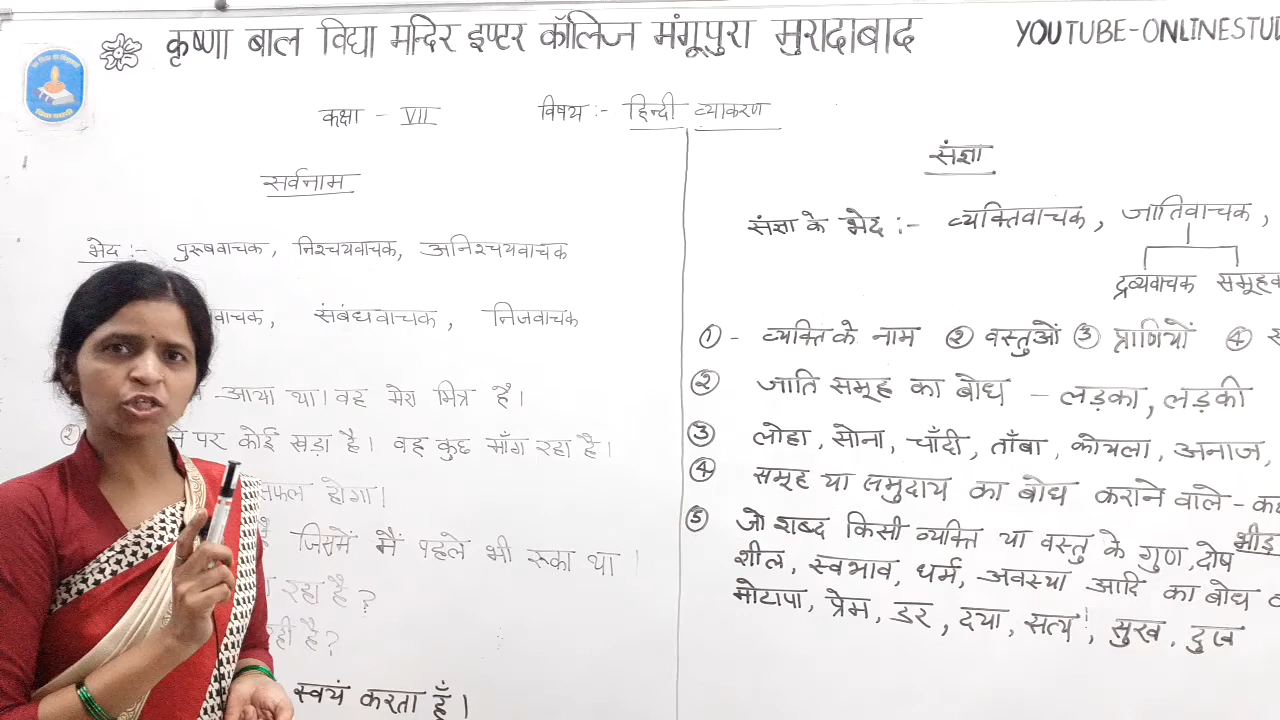 कृष्णा बाल विद्या मन्दिर इण्टर कॉलिज मंगूपुरा मुरादाबाद
YOUTUBE-ONLINESTU
कक्षा - VII
विषय :- हिन्दी व्याकरण
सर्वनाम
भेद :- पुरूषवाचक, निश्चयवाचक, अनिश्चयवाचक
वाचक, संबंधवाचक, निजवाचक
आया था। वह मेरा मित्र है।
② पर कोई खड़ा है। वह कुछ माँग रहा है।
होगा।
जिसमें मैं पहले भी रूका था।
रहा है?
है?
स्वयं करता हूँ।
संज्ञा
संज्ञा के भेद :- व्यक्तिवाचक, जातिवाचक,
द्रव्यवाचक समूहव
① - व्यक्ति के नाम ② वस्तुओं ③ प्राणियों ④
② जाति समूह का बोध - लड़का, लड़की
③ लोहा, सोना, चाँदी, ताँबा, कोयला, अनाज,
④ समूह या समुदाय का बोध कराने वाले - कक्
भीड़
⑤ जो शब्द किसी व्यक्ति या वस्तु के गुण, दोष
शील, स्वभाव, धर्म, अवस्था आदि का बोध
मोटापा, प्रेम, डर, दया, सत्य, सुख, दुख